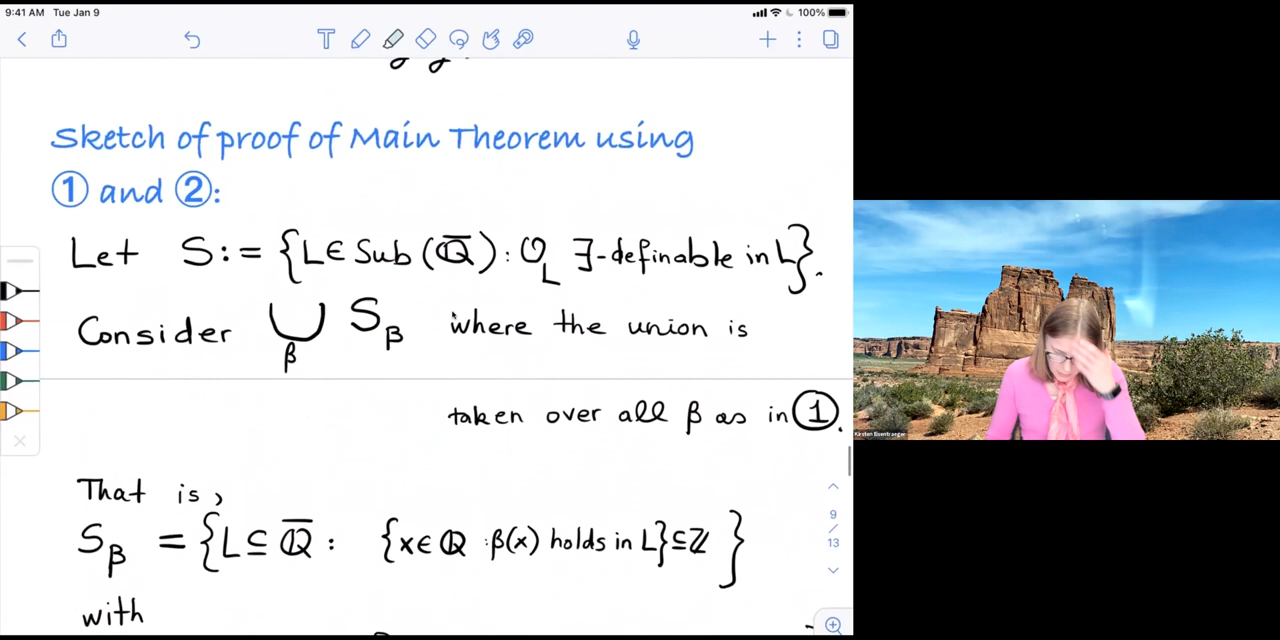 9:41 AM Tue Jan 9
100%
Sketch of proof of Main Theorem using
① and ②:
Let S := {L ∈ Sub(ℚ̅) : O_L ∃-definable in L}.
Consider ⋃_β S_β where the union is
taken over all β as in ①.
That is,
S_β = {L ⊆ ℚ̅ : {x ∈ ℚ : β(x) holds in L} ⊆ ℤ }
with
9
/
13
Kirsten Eisentraeger